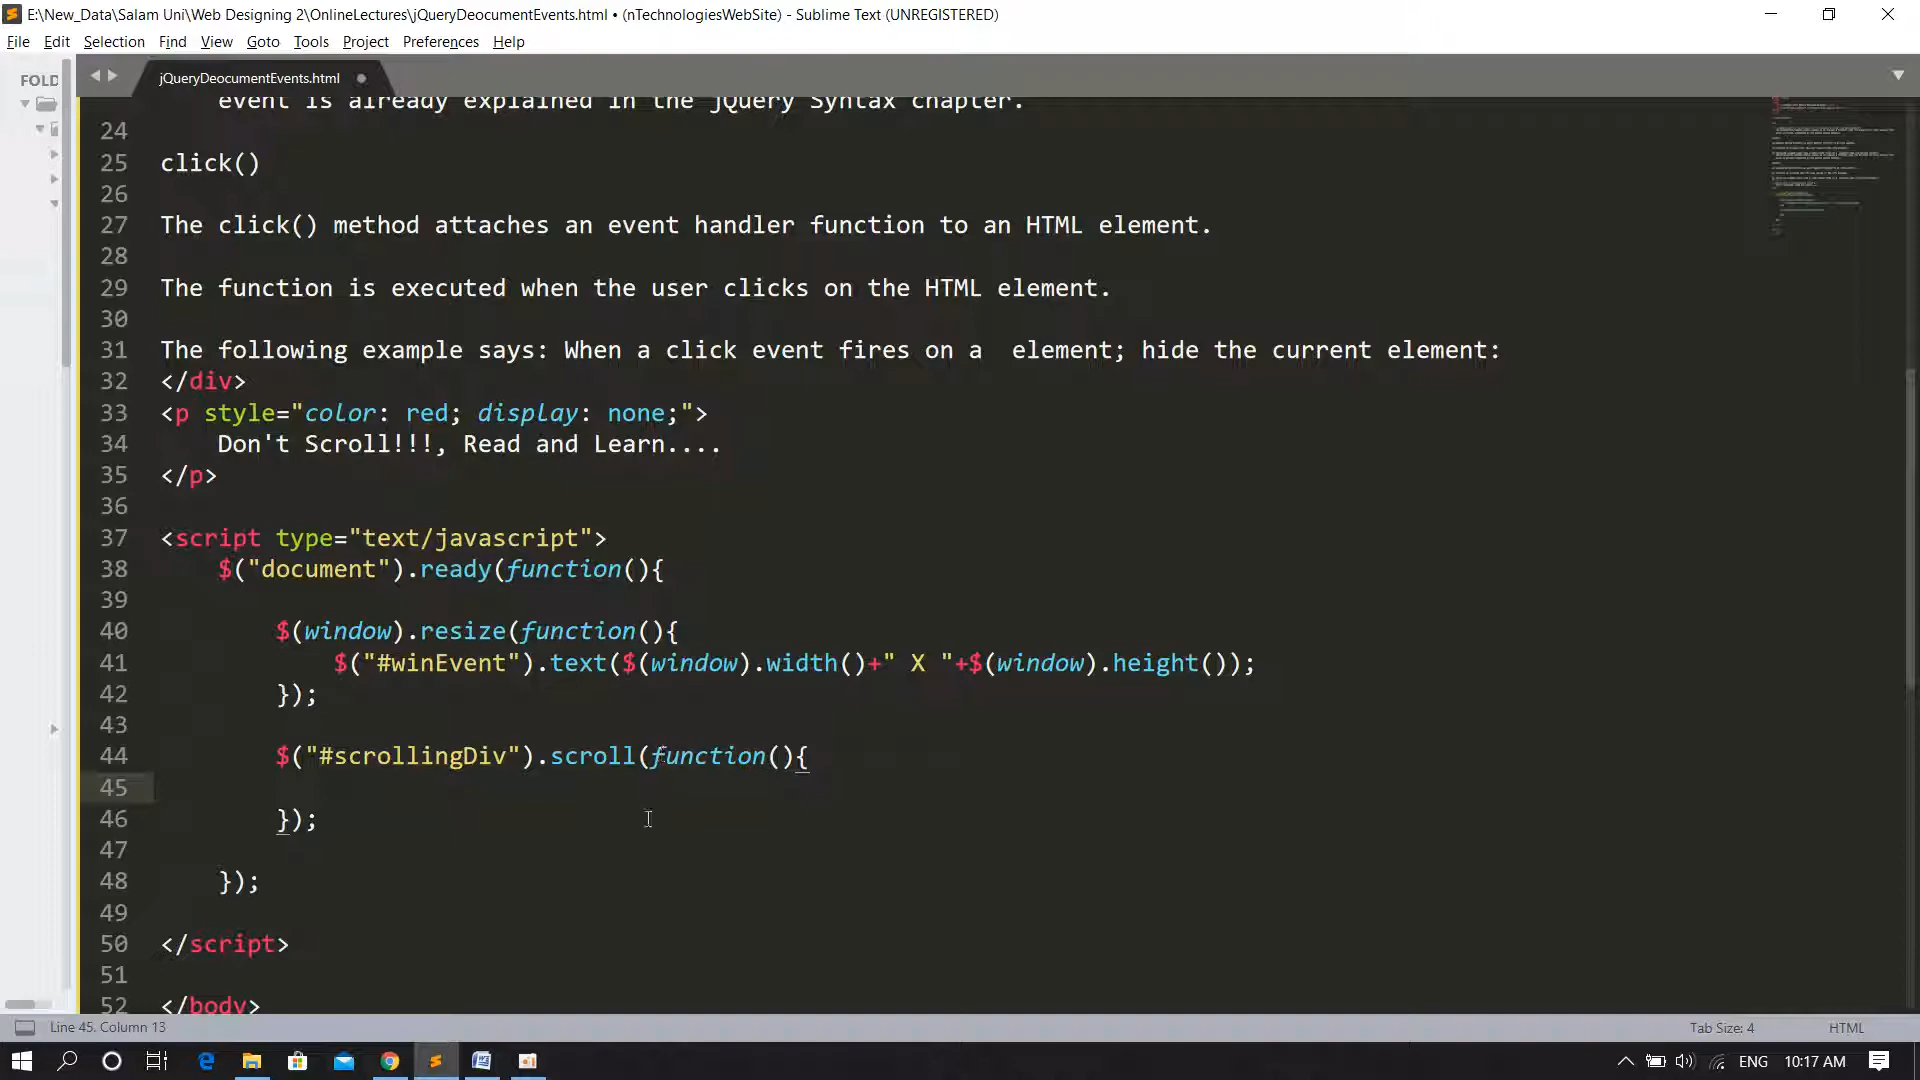 E:\New_Data\Salam Uni\Web Designing 2\OnlineLectures\jQueryDeocumentEvents.html • (nTechnologiesWebSite) - Sublime Text (UNREGISTERED)
File Edit Selection Find View Goto Tools Project Preferences Help
FOLD
jQueryDeocumentEvents.html
event is already explained in the jQuery Syntax chapter.
24
25 click()
26
27 The click() method attaches an event handler function to an HTML element.
28
29 The function is executed when the user clicks on the HTML element.
30
31 The following example says: When a click event fires on a  element; hide the current element:
32 </div>
33 <p style="color: red; display: none;">
34 Don't Scroll!!!, Read and Learn....
35 </p>
36
37 <script type="text/javascript">
38 $("document").ready(function(){
39
40 $(window).resize(function(){
41 $("#winEvent").text($(window).width()+" X "+$(window).height());
42 });
43
44 $("#scrollingDiv").scroll(function(){
45
46 });
47
48 });
49
50 </script>
51
52 </body>
Line 45, Column 13
Tab Size: 4
HTML
ENG
10:17 AM